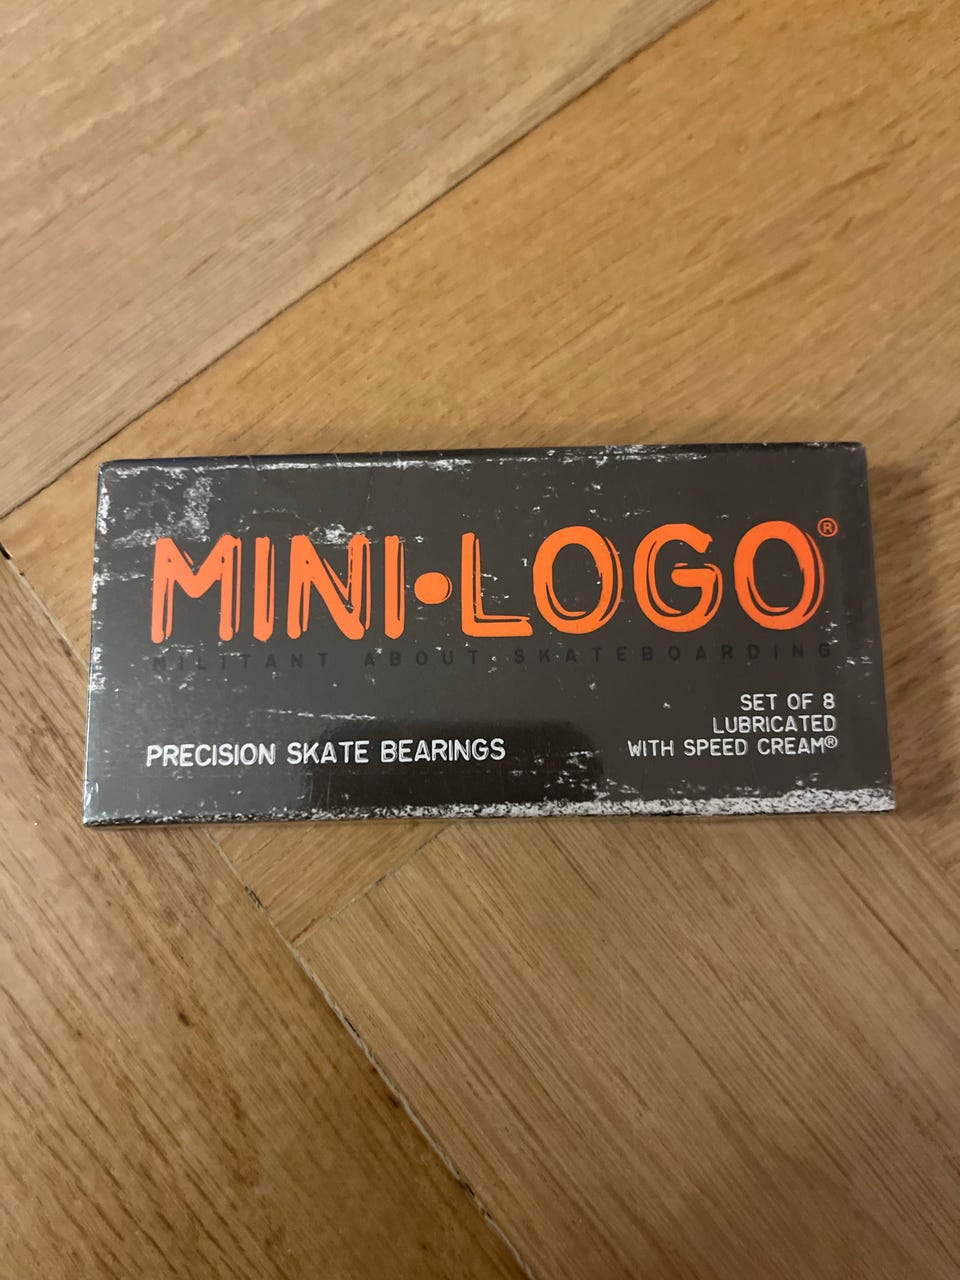 MINI•LOGO®
MILITANT ABOUT SKATEBOARDING
PRECISION SKATE BEARINGS
SET OF 8
LUBRICATED
WITH SPEED CREAM®